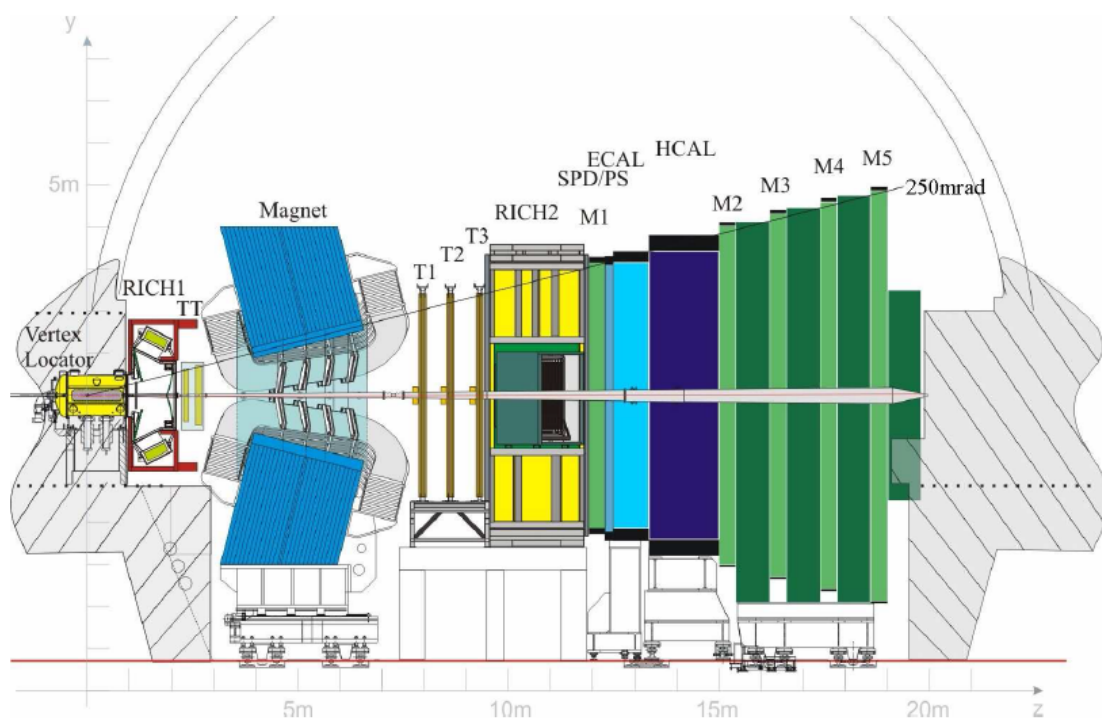 y
5m
Vertex
Locator
RICH1
TT
Magnet
T1
T2
T3
RICH2
SPD/PS
M1
ECAL
HCAL
M2
M3
M4
M5
250mrad
5m
10m
15m
20m
z